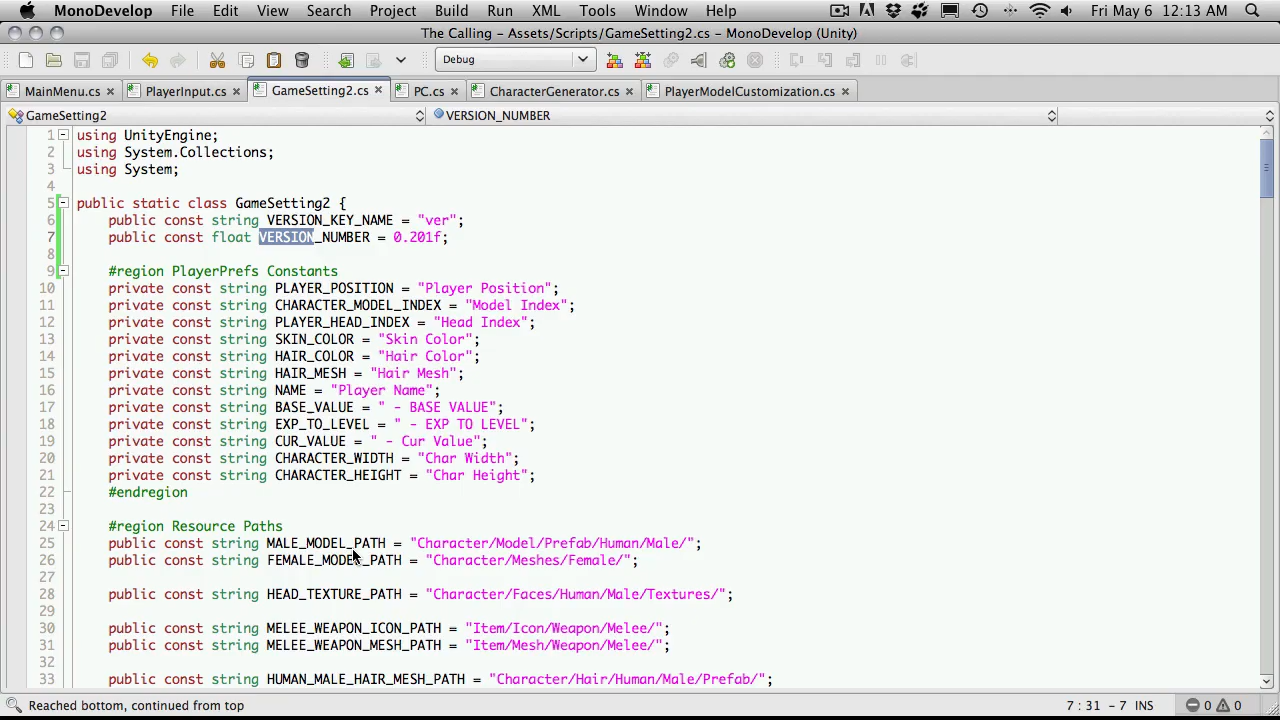 MonoDevelop File Edit View Search Project Build Run XML Tools Window Help Fri May 6 12:13 AM
The Calling – Assets/Scripts/GameSetting2.cs – MonoDevelop (Unity)
Debug
MainMenu.cs PlayerInput.cs GameSetting2.cs PC.cs CharacterGenerator.cs PlayerModelCustomization.cs
GameSetting2 VERSION_NUMBER
1 using UnityEngine;
2 using System.Collections;
3 using System;
4
5 public static class GameSetting2 {
6 public const string VERSION_KEY_NAME = "ver";
7 public const float VERSION_NUMBER = 0.201f;
8
9 #region PlayerPrefs Constants
10 private const string PLAYER_POSITION = "Player Position";
11 private const string CHARACTER_MODEL_INDEX = "Model Index";
12 private const string PLAYER_HEAD_INDEX = "Head Index";
13 private const string SKIN_COLOR = "Skin Color";
14 private const string HAIR_COLOR = "Hair Color";
15 private const string HAIR_MESH = "Hair Mesh";
16 private const string NAME = "Player Name";
17 private const string BASE_VALUE = " - BASE VALUE";
18 private const string EXP_TO_LEVEL = " - EXP TO LEVEL";
19 private const string CUR_VALUE = " - Cur Value";
20 private const string CHARACTER_WIDTH = "Char Width";
21 private const string CHARACTER_HEIGHT = "Char Height";
22 #endregion
23
24 #region Resource Paths
25 public const string MALE_MODEL_PATH = "Character/Model/Prefab/Human/Male/";
26 public const string FEMALE_MODEL_PATH = "Character/Meshes/Female/";
27
28 public const string HEAD_TEXTURE_PATH = "Character/Faces/Human/Male/Textures/";
29
30 public const string MELEE_WEAPON_ICON_PATH = "Item/Icon/Weapon/Melee/";
31 public const string MELEE_WEAPON_MESH_PATH = "Item/Mesh/Weapon/Melee/";
32
33 public const string HUMAN_MALE_HAIR_MESH_PATH = "Character/Hair/Human/Male/Prefab/";
Reached bottom, continued from top 7 : 31 - 7 INS 0 0